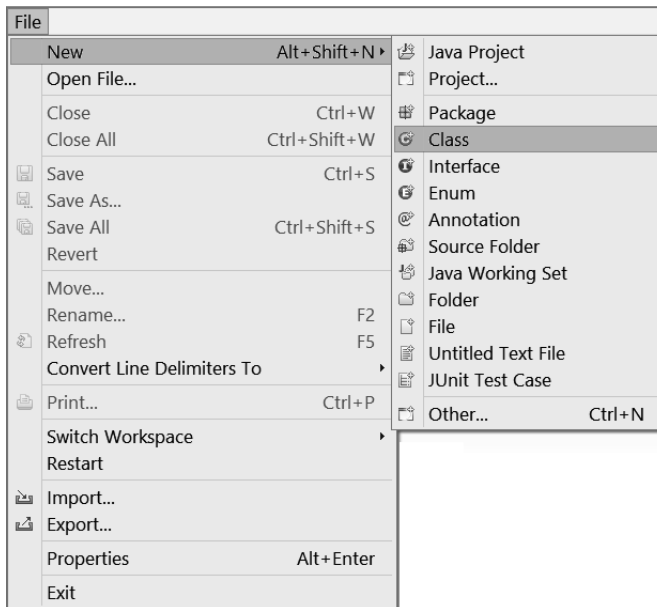 File
New Alt+Shift+N
Open File...
Close Ctrl+W
Close All Ctrl+Shift+W
Save Ctrl+S
Save As...
Save All Ctrl+Shift+S
Revert
Move...
Rename... F2
Refresh F5
Convert Line Delimiters To
Print... Ctrl+P
Switch Workspace
Restart
Import...
Export...
Properties Alt+Enter
Exit
Java Project
Project...
Package
Class
Interface
Enum
Annotation
Source Folder
Java Working Set
Folder
File
Untitled Text File
JUnit Test Case
Other... Ctrl+N